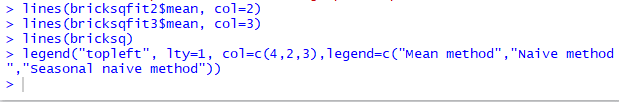 > lines(bricksqfit2$mean, col=2)
> lines(bricksqfit3$mean, col=3)
> lines(bricksq)
> legend("topleft", lty=1, col=c(4,2,3),legend=c("Mean method","Naive method
","Seasonal naive method"))
>